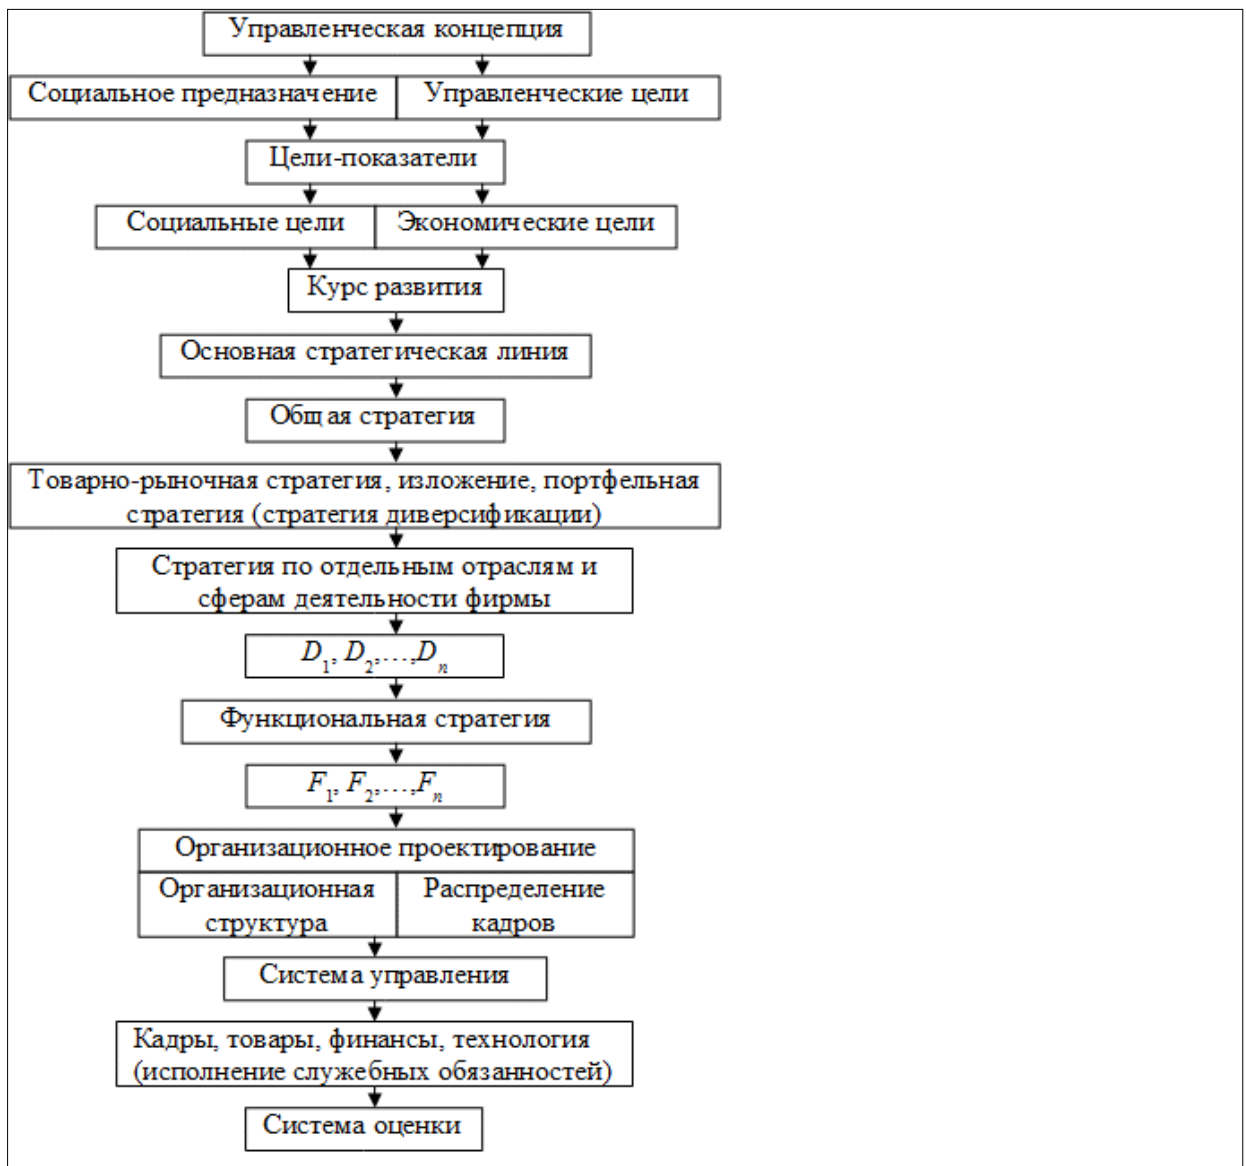 Управленческая концепция
Социальное предназначение Управленческие цели
Цели-показатели
Социальные цели Экономические цели
Курс развития
Основная стратегическая линия
Общая стратегия
Товарно-рыночная стратегия, изложение, портфельная
стратегия (стратегия диверсификации)
Стратегия по отдельным отраслям и
сферам деятельности фирмы
D₁, D₂,…,Dₙ
Функциональная стратегия
F₁, F₂,…,Fₙ
Организационное проектирование
Организационная
структура
Распределение
кадров
Система управления
Кадры, товары, финансы, технология
(исполнение служебных обязанностей)
Система оценки